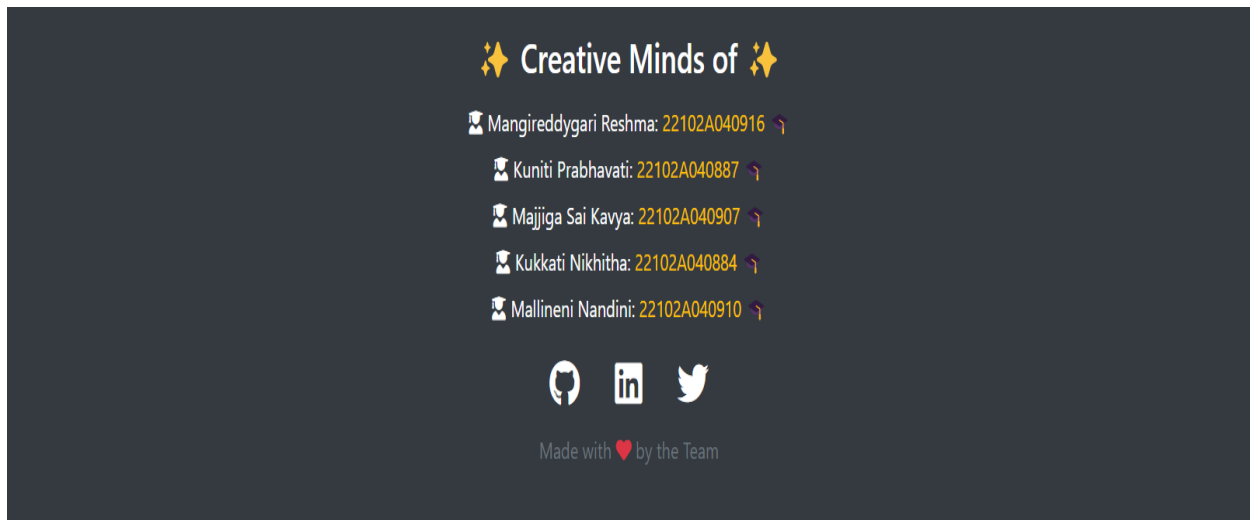 ✨ Creative Minds of ✨
Mangireddygari Reshma: 22102A040916 🎓
Kuniti Prabhavati: 22102A040887 🎓
Majjiga Sai Kavya: 22102A040907 🎓
Kukkati Nikhitha: 22102A040884 🎓
Mallineni Nandini: 22102A040910 🎓
in
Made with ❤ by the Team